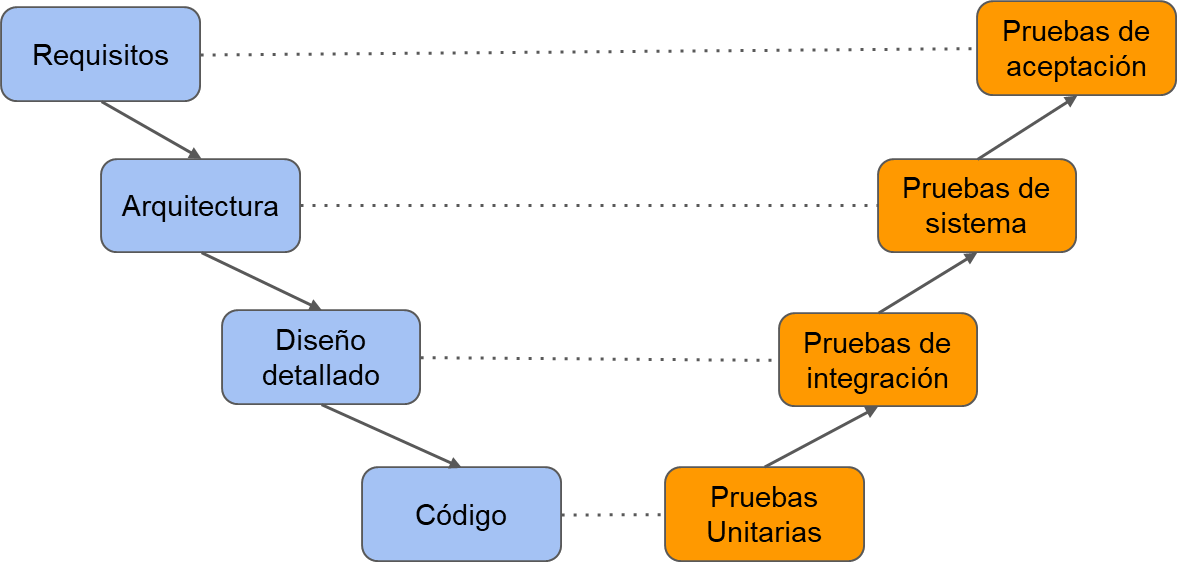 Requisitos
Pruebas de
aceptación
Arquitectura
Pruebas de
sistema
Diseño
detallado
Pruebas de
integración
Código
Pruebas
Unitarias